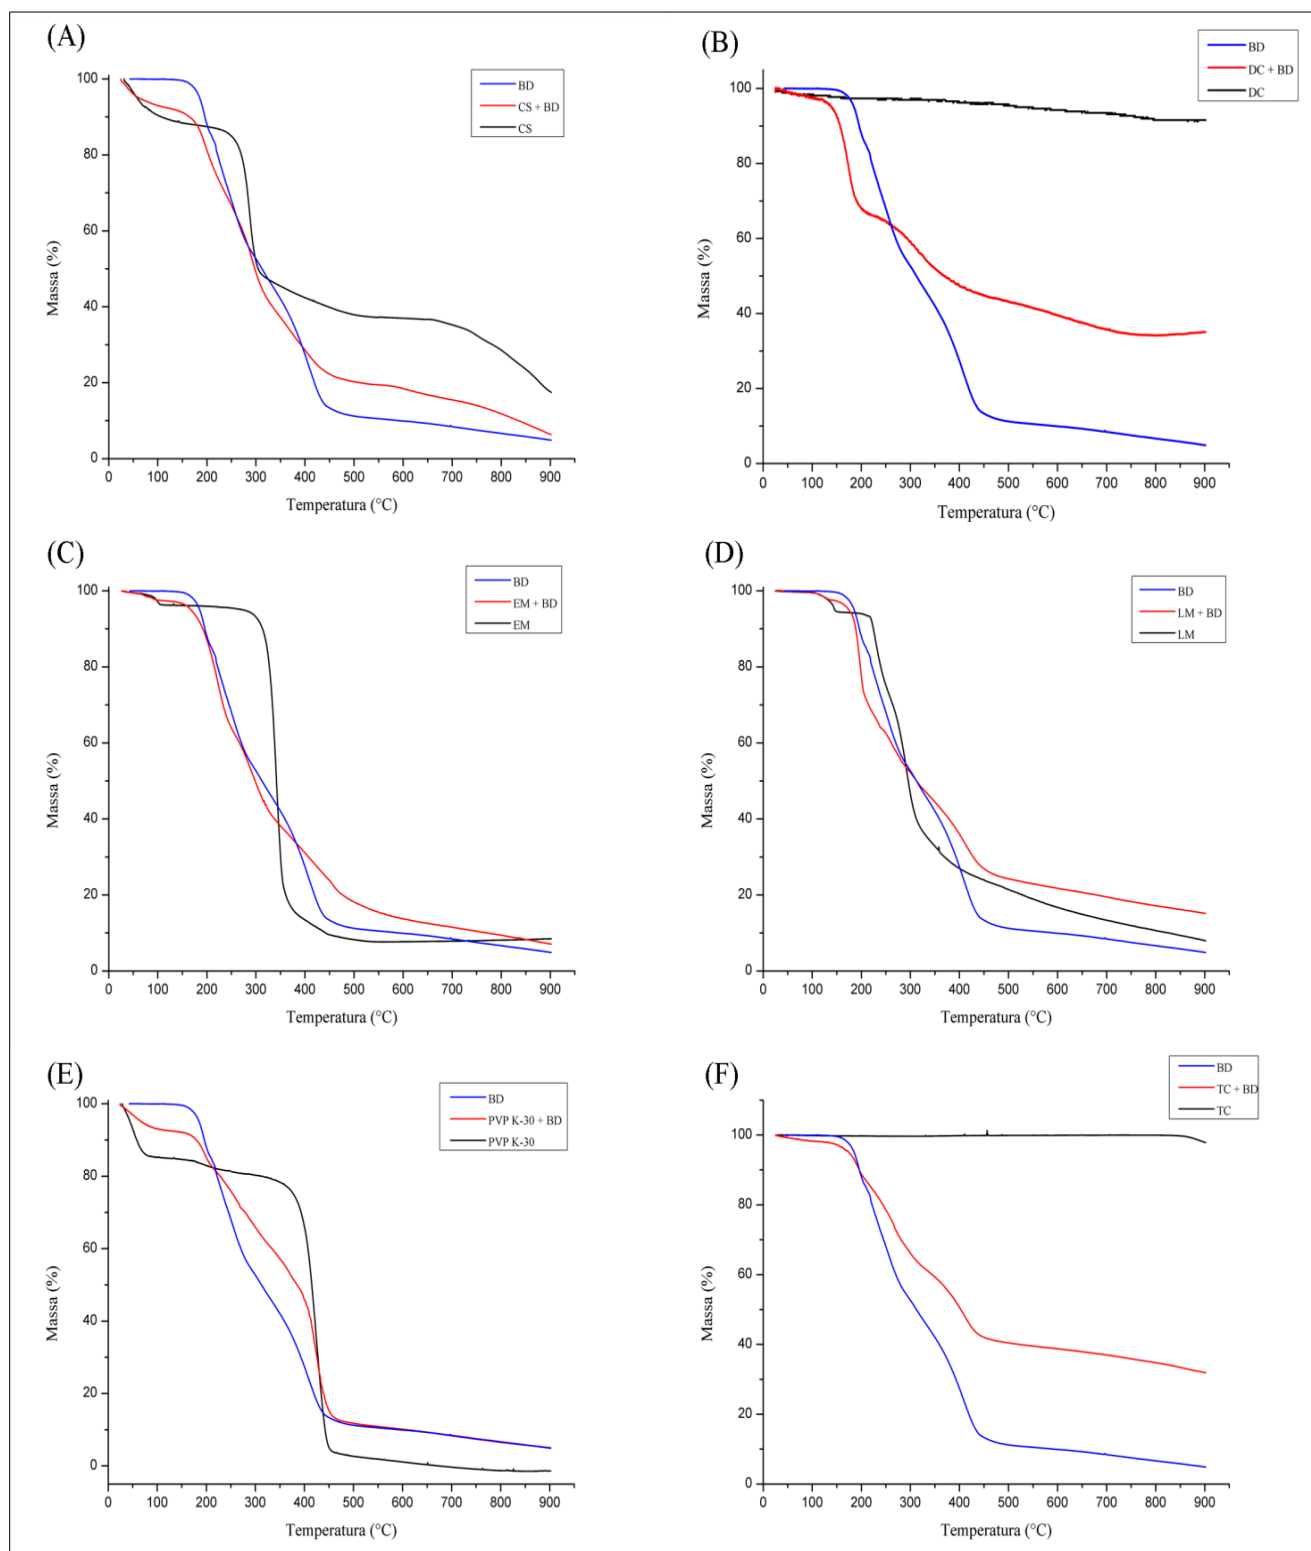 (A)
BD
CS + BD
CS
Massa (%)
100
80
60
40
20
0
0 100 200 300 400 500 600 700 800 900
Temperatura (°C)
(B)
BD
DC + BD
DC
Massa (%)
100
80
60
40
20
0
0 100 200 300 400 500 600 700 800 900
Temperatura (°C)
(C)
BD
EM + BD
EM
Massa (%)
100
80
60
40
20
0
0 100 200 300 400 500 600 700 800 900
Temperatura (°C)
(D)
BD
LM + BD
LM
Massa (%)
100
80
60
40
20
0
0 100 200 300 400 500 600 700 800 900
Temperatura (°C)
(E)
BD
PVP K-30 + BD
PVP K-30
Massa (%)
100
80
60
40
20
0
0 100 200 300 400 500 600 700 800 900
Temperatura (°C)
(F)
BD
TC + BD
TC
Massa (%)
100
80
60
40
20
0
0 100 200 300 400 500 600 700 800 900
Temperatura (°C)